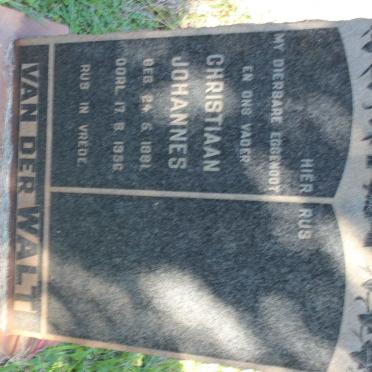 HIER RUS
MY DIERBARE EGGENOOT
EN ONS VADER
CHRISTIAAN
JOHANNES
GEB. 24. 6. 1881.
OORL. 17. 8. 1956.
RUS IN VREDE.
VAN DER WALT